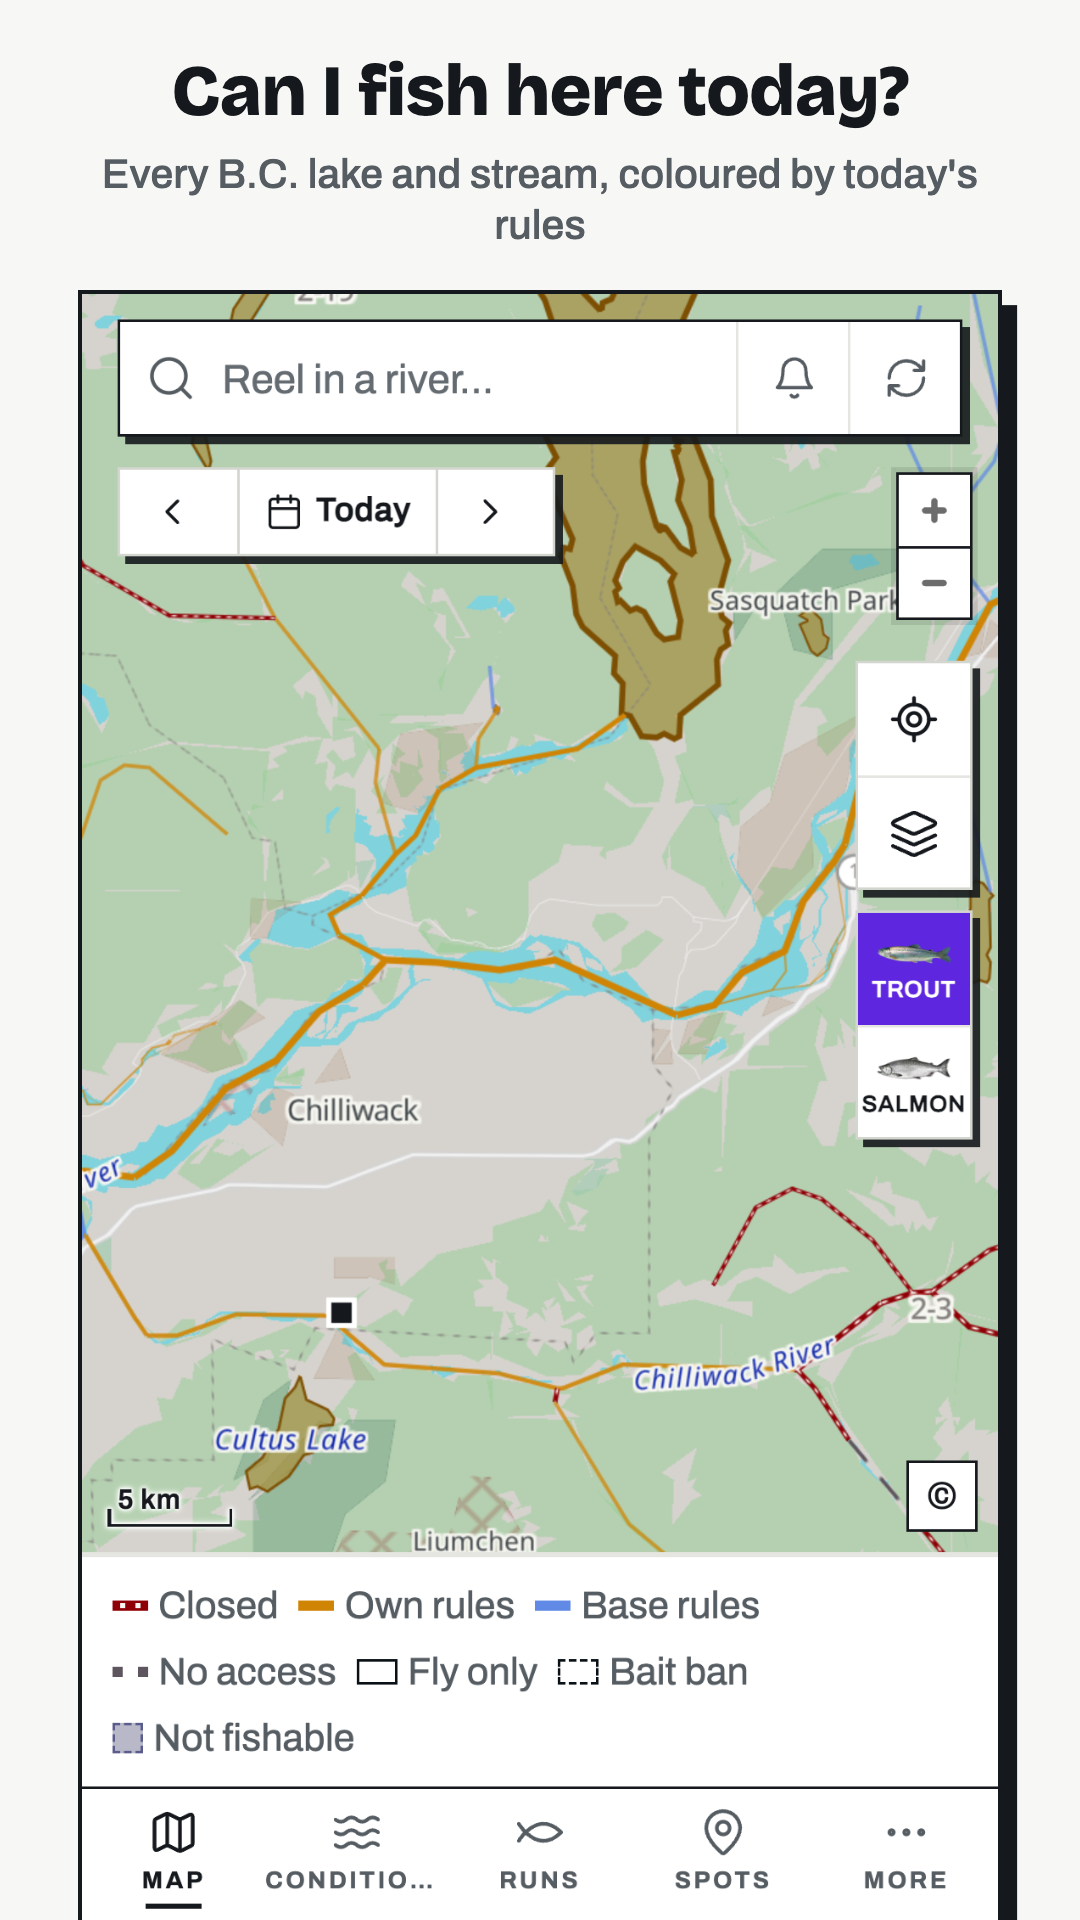 Can I fish here today?
Every B.C. lake and stream, coloured by today's
rules
Reel in a river...
Today
+
−
Sasquatch Park
TROUT
SALMON
Chilliwack
ver
2-3
Chilliwack River
Cultus Lake
5 km
©
Liumchen
Closed Own rules Base rules
No access Fly only Bait ban
Not fishable
MAP CONDITIO... RUNS SPOTS MORE